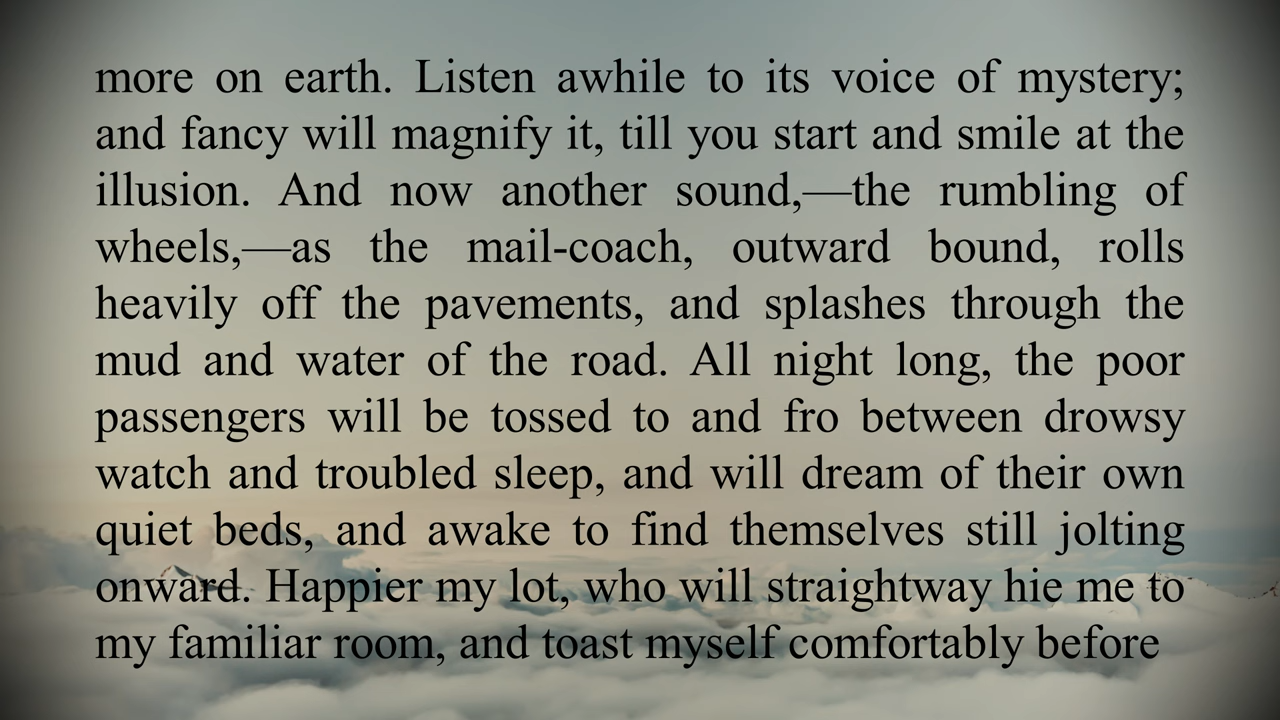 more on earth. Listen awhile to its voice of mystery;
and fancy will magnify it, till you start and smile at the
illusion. And now another sound,—the rumbling of
wheels,—as the mail-coach, outward bound, rolls
heavily off the pavements, and splashes through the
mud and water of the road. All night long, the poor
passengers will be tossed to and fro between drowsy
watch and troubled sleep, and will dream of their own
quiet beds, and awake to find themselves still jolting
onward. Happier my lot, who will straightway hie me to
my familiar room, and toast myself comfortably before